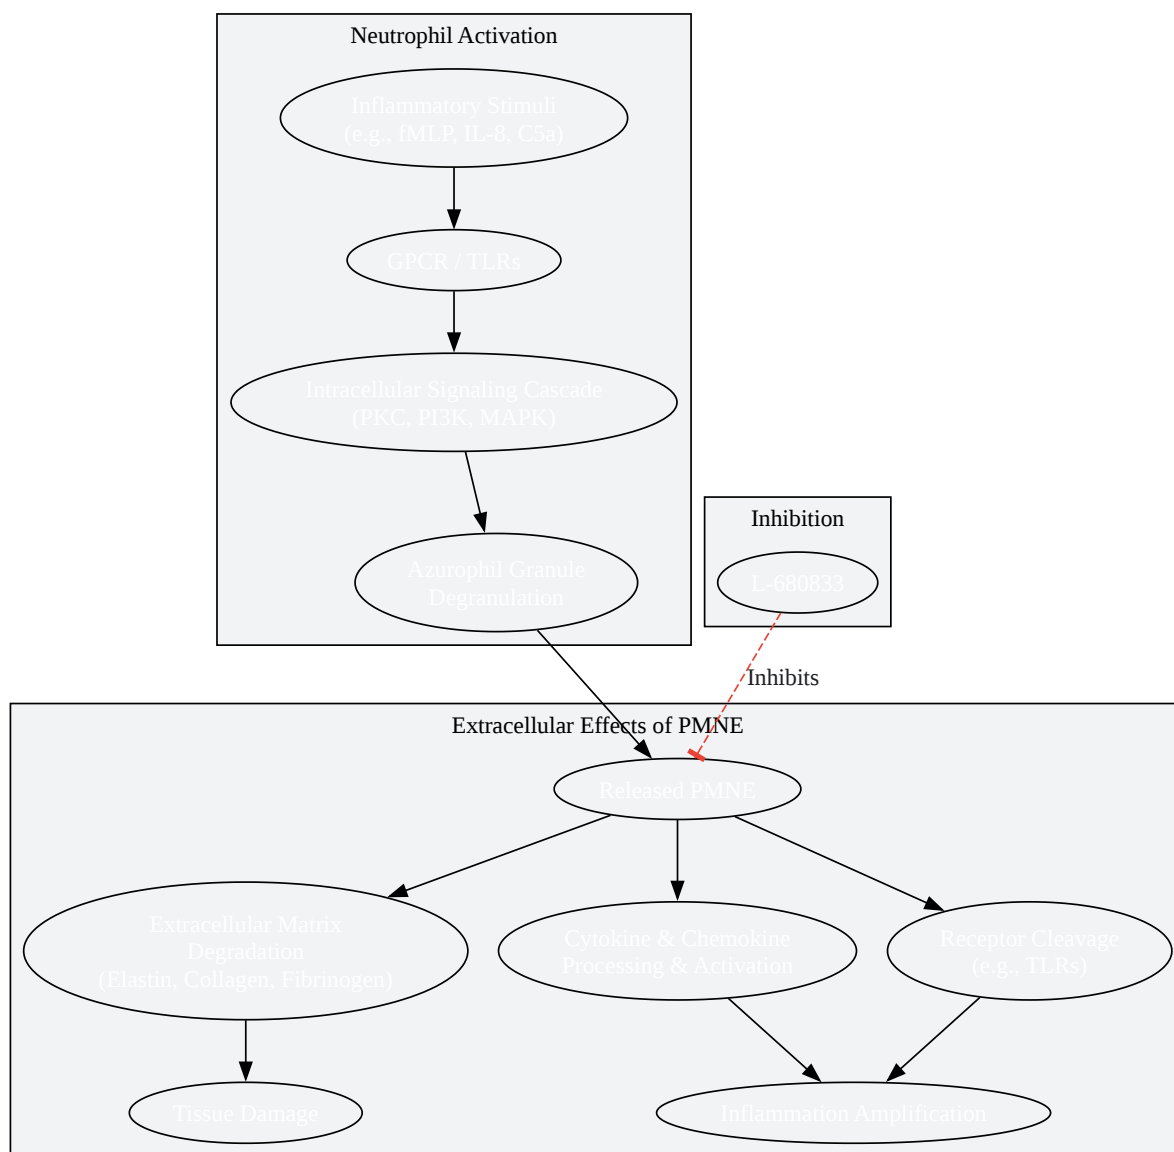 Neutrophil Activation
Inflammatory Stimuli
(e.g., fMLP, IL-8, C5a)
GPCR / TLRs
Intracellular Signaling Cascade
(PKC, PI3K, MAPK)
Azurophil Granule
Degranulation
Inhibition
L-680833
Inhibits
Extracellular Effects of PMNE
Released PMNE
Extracellular Matrix
Degradation
(Elastin, Collagen, Fibrinogen)
Cytokine & Chemokine
Processing & Activation
Receptor Cleavage
(e.g., TLRs)
Tissue Damage
Inflammation Amplification